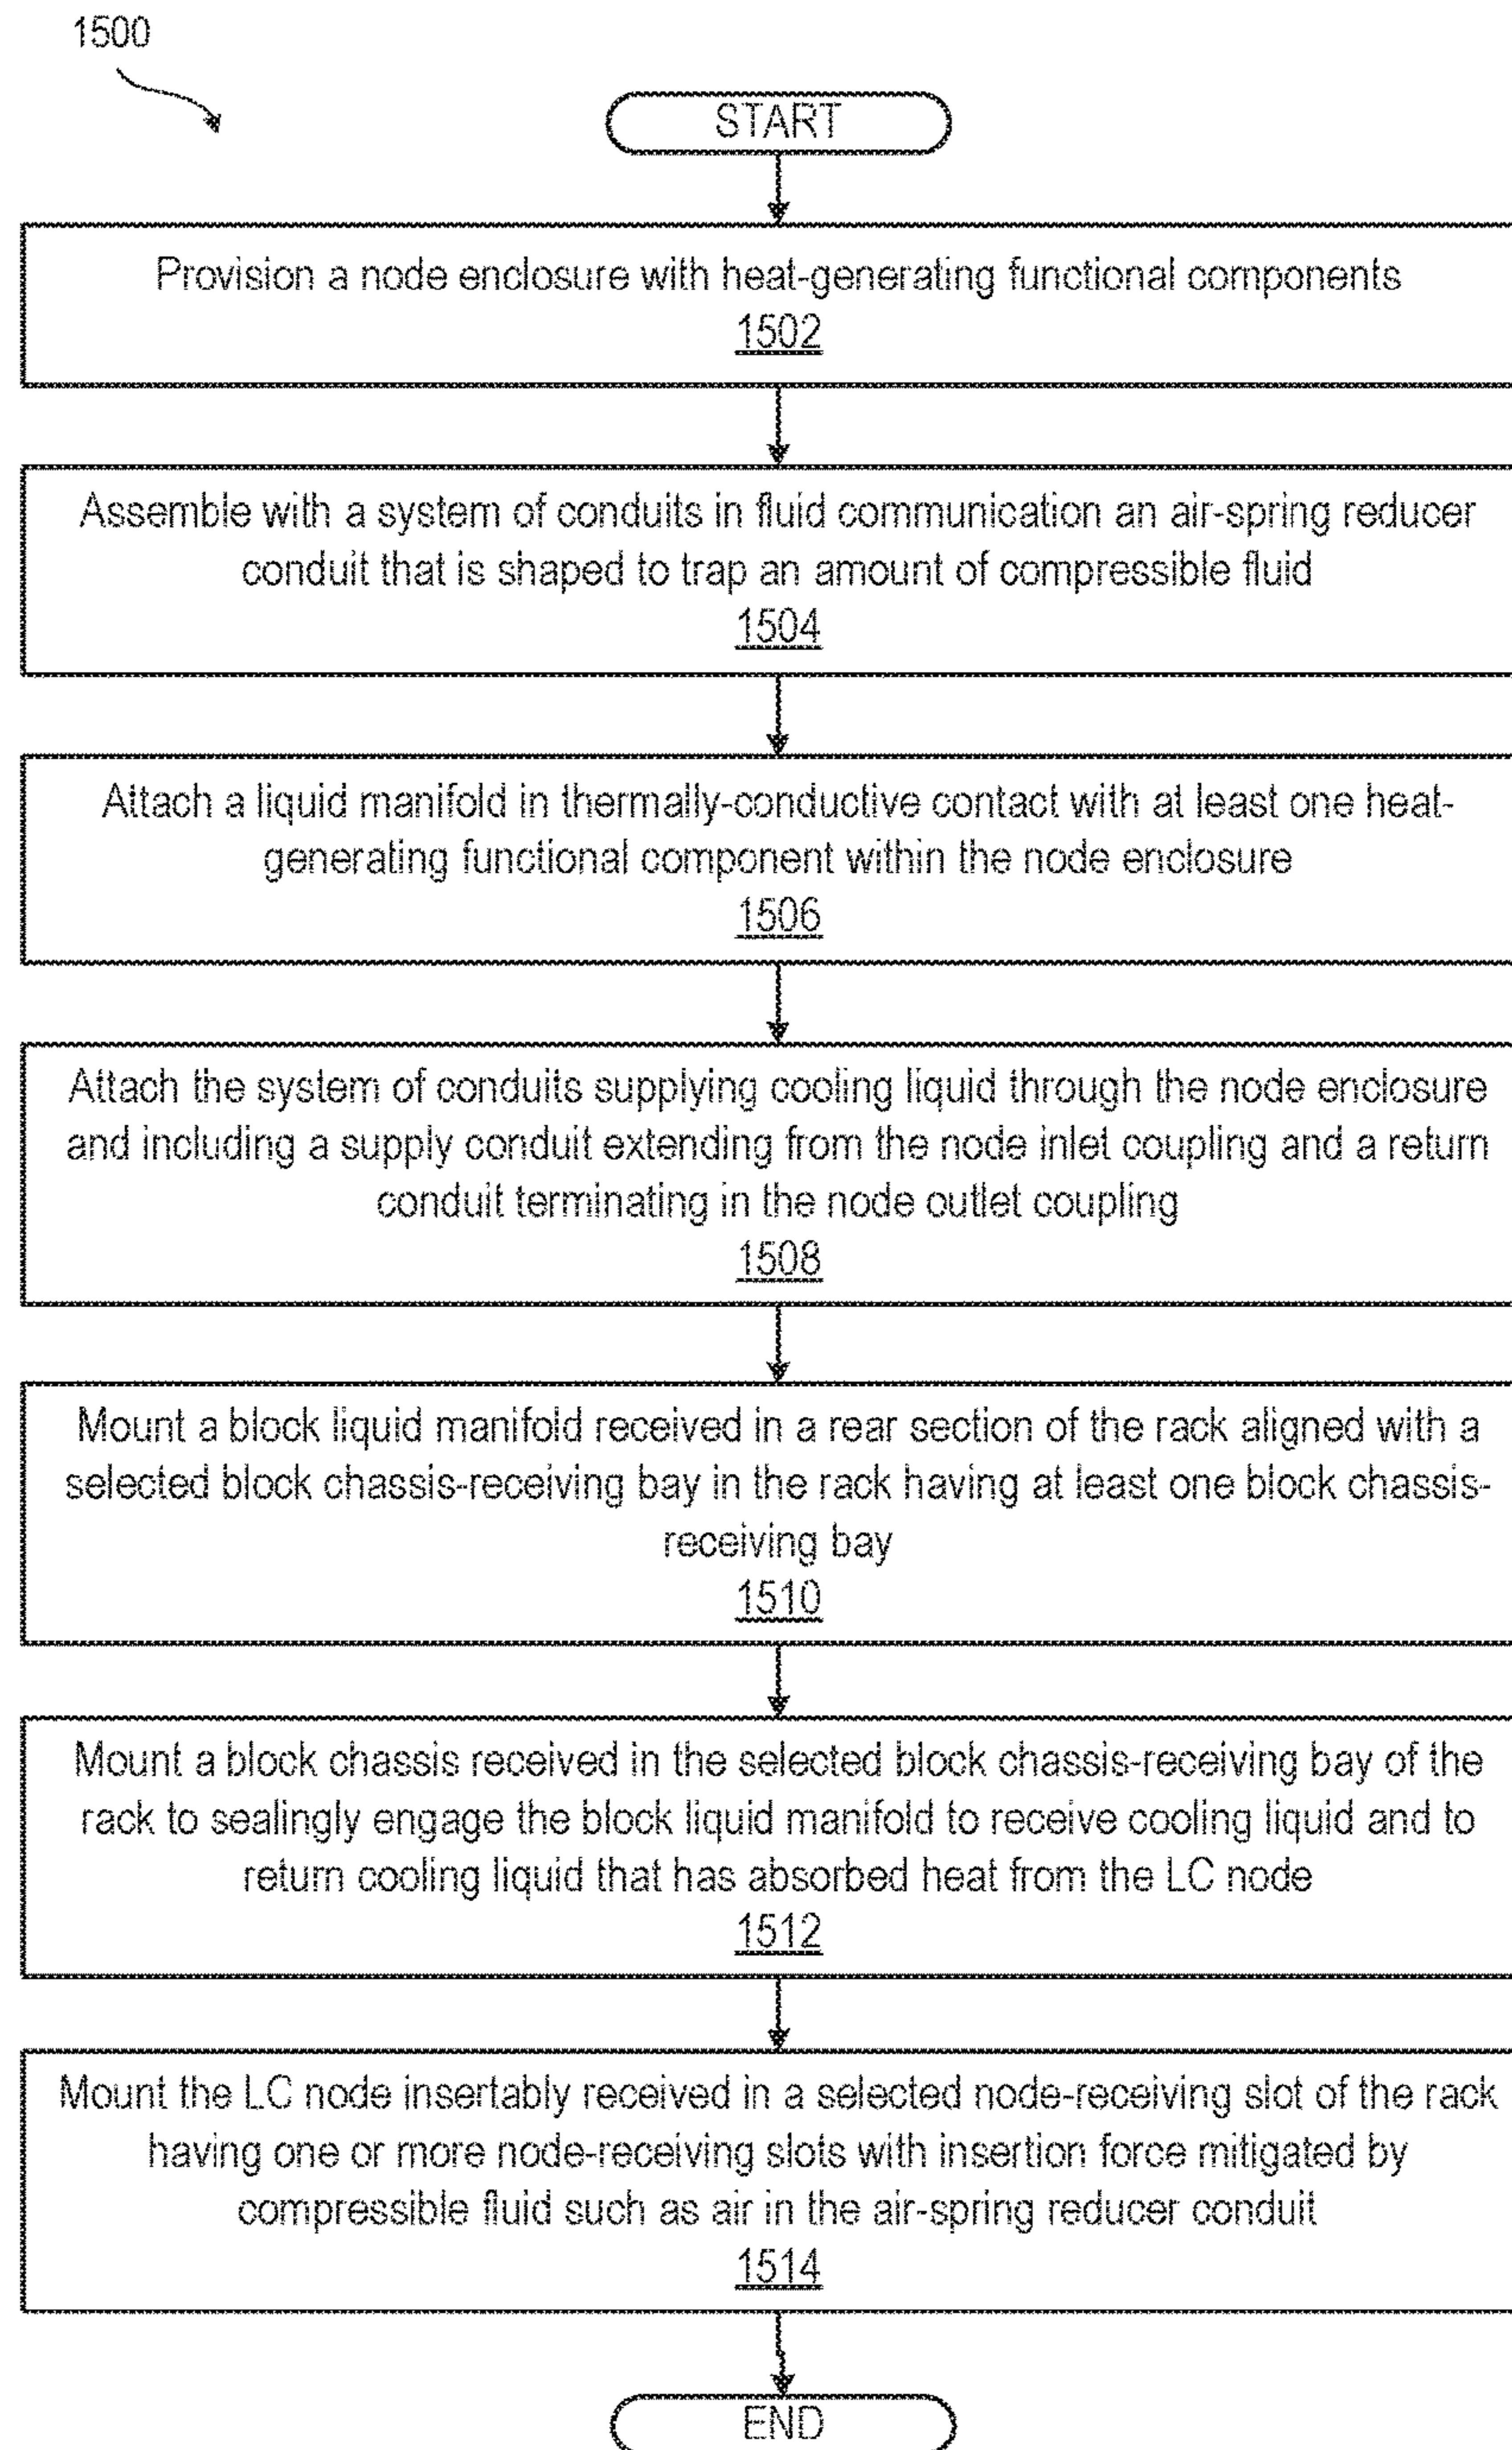 1500
START
Provision a node enclosure with heat-generating functional components
1502
Assemble with a system of conduits in fluid communication an air-spring reducer
conduit that is shaped to trap an amount of compressible fluid
1504
Attach a liquid manifold in thermally-conductive contact with at least one heat-
generating functional component within the node enclosure
1506
Attach the system of conduits supplying cooling liquid through the node enclosure
and including a supply conduit extending from the node inlet coupling and a return
conduit terminating in the node outlet coupling
1508
Mount a block liquid manifold received in a rear section of the rack aligned with a
selected block chassis-receiving bay in the rack having at least one block chassis-
receiving bay
1510
Mount a block chassis received in the selected block chassis-receiving bay of the
rack to sealingly engage the block liquid manifold to receive cooling liquid and to
return cooling liquid that has absorbed heat from the LC node
1512
Mount the LC node insertably received in a selected node-receiving slot of the rack
having one or more node-receiving slots with insertion force mitigated by
compressible fluid such as air in the air-spring reducer conduit
1514
END